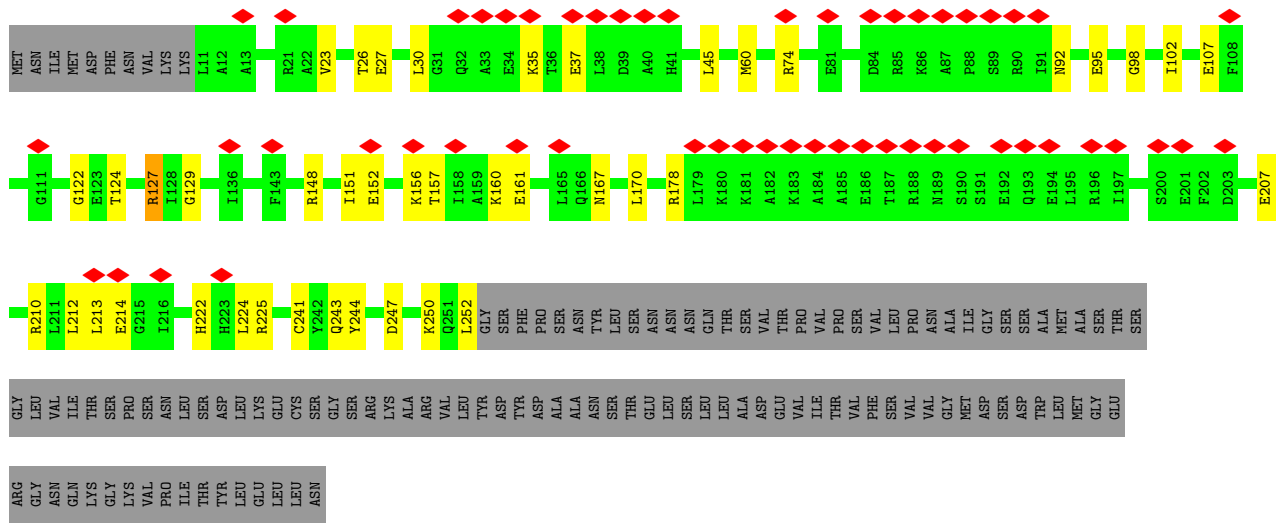 MET ASN ILE MET ASP PHE ASN VAL LYS LYS L11 A12 A13 R21 A22 V23 T26 E27 L30 G31 Q32 A33 E34 K35 T36 E37 L38 D39 A40 H41 L45 M60 R74 E81 D84 R85 K86 A87 P88 S89 R90 I91 N92 E95 G98 I102 E107 F108
G111 G122 E123 T124 R127 I128 G129 I136 F143 R148 I151 E152 K156 T157 I158 A159 K160 E161 L165 Q166 N167 L170 R178 L179 K180 K181 A182 K183 A184 A185 E186 T187 R188 N189 S190 S191 E192 Q193 E194 L195 R196 I197 S200 E201 F202 D203 E207
R210 L211 L212 L213 E214 G215 I216 H222 H223 L224 R225 C241 Y242 Q243 Y244 D247 K250 Q251 L252 GLY SER PHE PRO SER ASN TYR LEU SER ASN ASN ASN GLN THR SER VAL THR PRO VAL PRO SER VAL LEU PRO ASN ALA ILE GLY SER SER ALA MET ALA SER THR SER
GLY LEU VAL ILE THR SER PRO SER ASN LEU SER ASP LEU LYS GLU CYS SER GLY SER ARG LYS ALA ARG VAL LEU TYR ASP TYR ASP ALA ALA ASN SER THR GLU LEU SER LEU LEU ALA ASP GLU VAL ILE THR VAL PHE SER VAL VAL GLY MET ASP SER ASP TRP LEU MET GLY GLU
ARG GLY ASN GLN LYS GLY LYS VAL PRO ILE THR TYR LEU GLU LEU LEU ASN